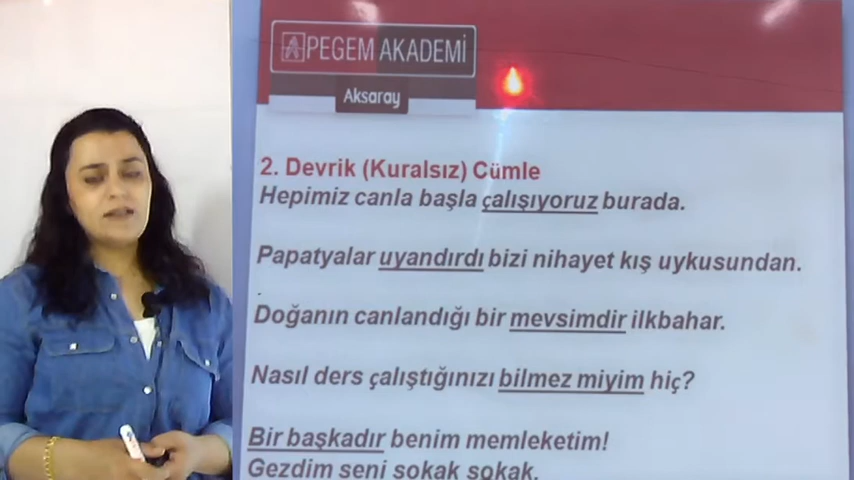 PEGEM AKADEMİ
Aksaray
2. Devrik (Kuralsız) Cümle
Hepimiz canla başla çalışıyoruz burada.
Papatyalar uyandırdı bizi nihayet kış uykusundan.
Doğanın canlandığı bir mevsimdir ilkbahar.
Nasıl ders çalıştığınızı bilmez miyim hiç?
Bir başkadır benim memleketim!
Gezdim seni sokak sokak.